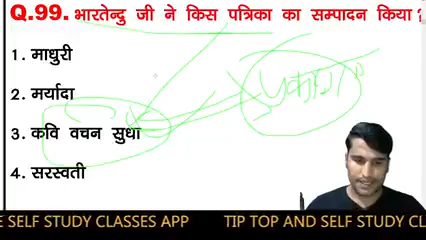 Q.99. भारतेन्दु जी ने किस पत्रिका का सम्पादन किया ?
1. माधुरी
2. मर्यादा
3. कवि वचन सुधा
4. सरस्वती
E SELF STUDY CLASSES APP TIP TOP AND SELF STUDY CL